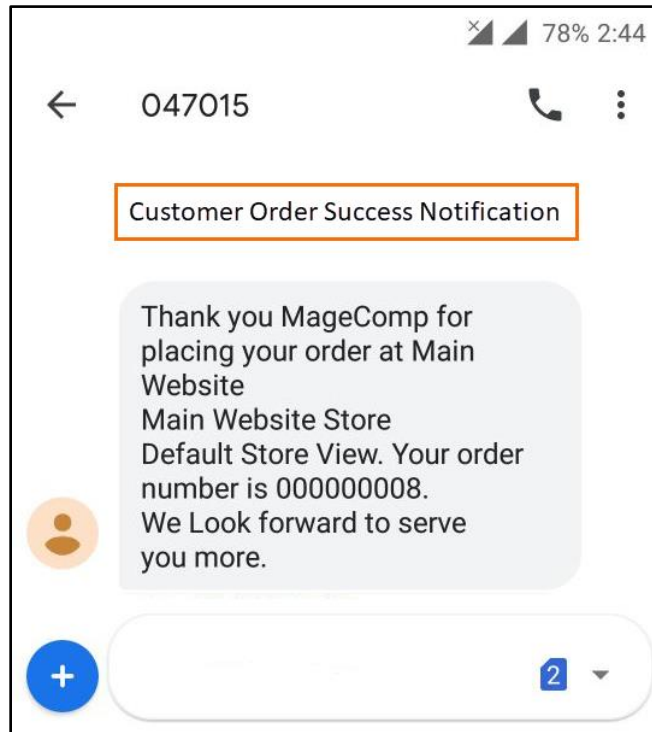 78% 2:44
047015
Customer Order Success Notification
Thank you MageComp for
placing your order at Main
Website
Main Website Store
Default Store View. Your order
number is 000000008.
We Look forward to serve
you more.
2